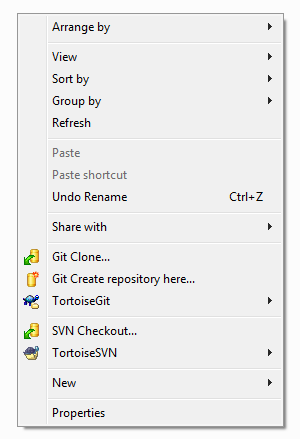 Arrange by
View
Sort by
Group by
Refresh
Paste
Paste shortcut
Undo Rename Ctrl+Z
Share with
Git Clone...
Git Create repository here...
TortoiseGit
SVN Checkout...
TortoiseSVN
New
Properties